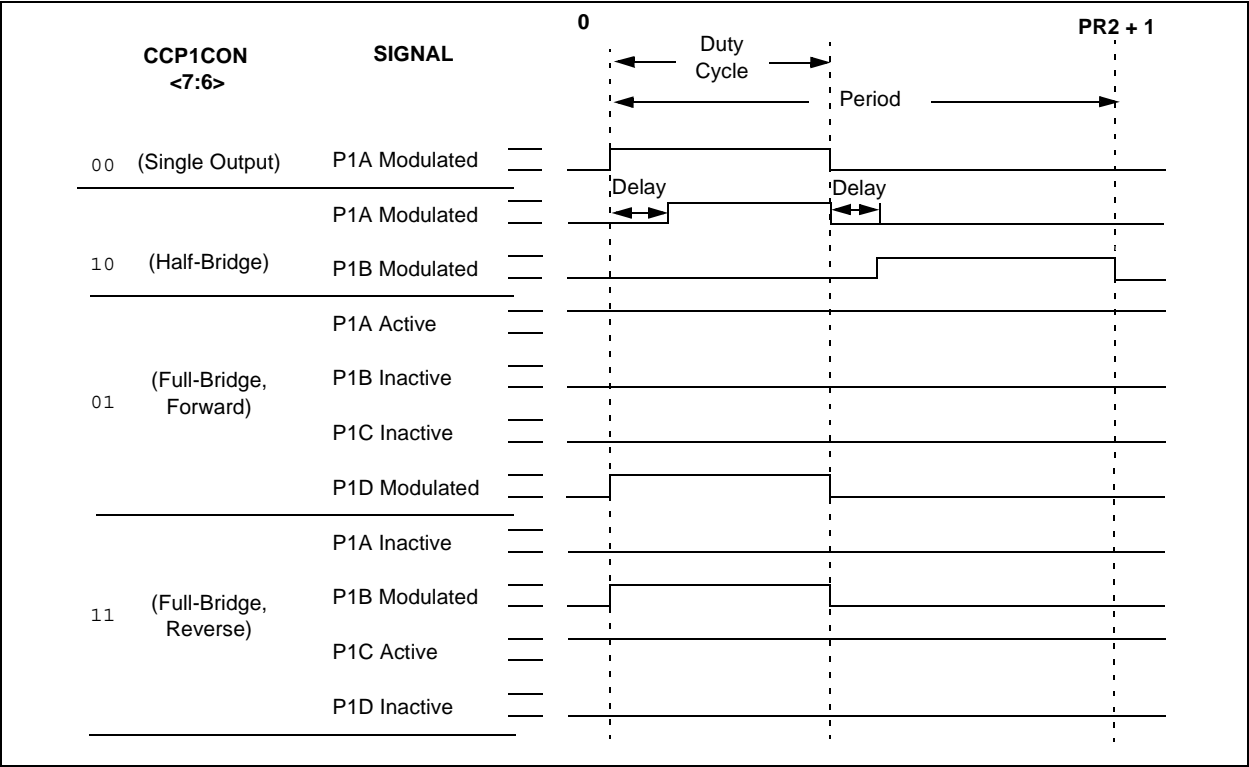 0
PR2 + 1
CCP1CON
<7:6>
SIGNAL
Duty
Cycle
Period
00 (Single Output) P1A Modulated
Delay
Delay
P1A Modulated
10 (Half-Bridge) P1B Modulated
P1A Active
P1B Inactive
01 (Full-Bridge,
Forward)
P1C Inactive
P1D Modulated
P1A Inactive
P1B Modulated
11 (Full-Bridge,
Reverse)
P1C Active
P1D Inactive